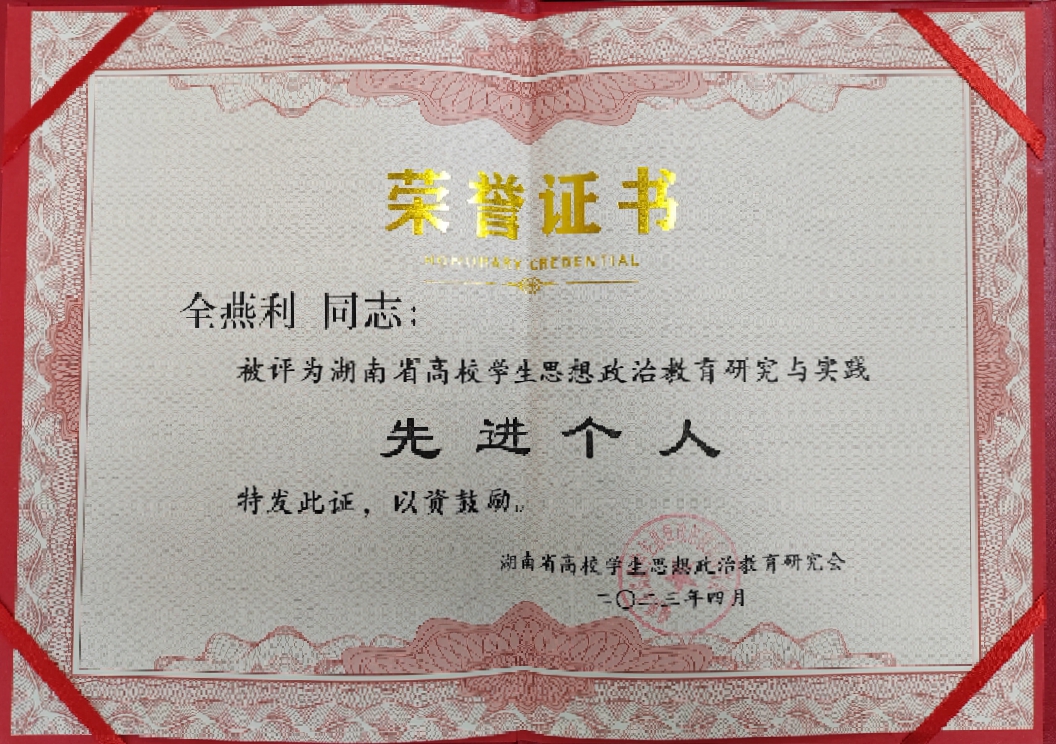 荣誉证书
HONORARY CREDENTIAL
全燕利 同志：
被评为湖南省高校学生思想政治教育研究与实践
先进个人
特发此证，以资鼓励。
湖南省高校学生思想政治教育研究会
二〇二三年四月